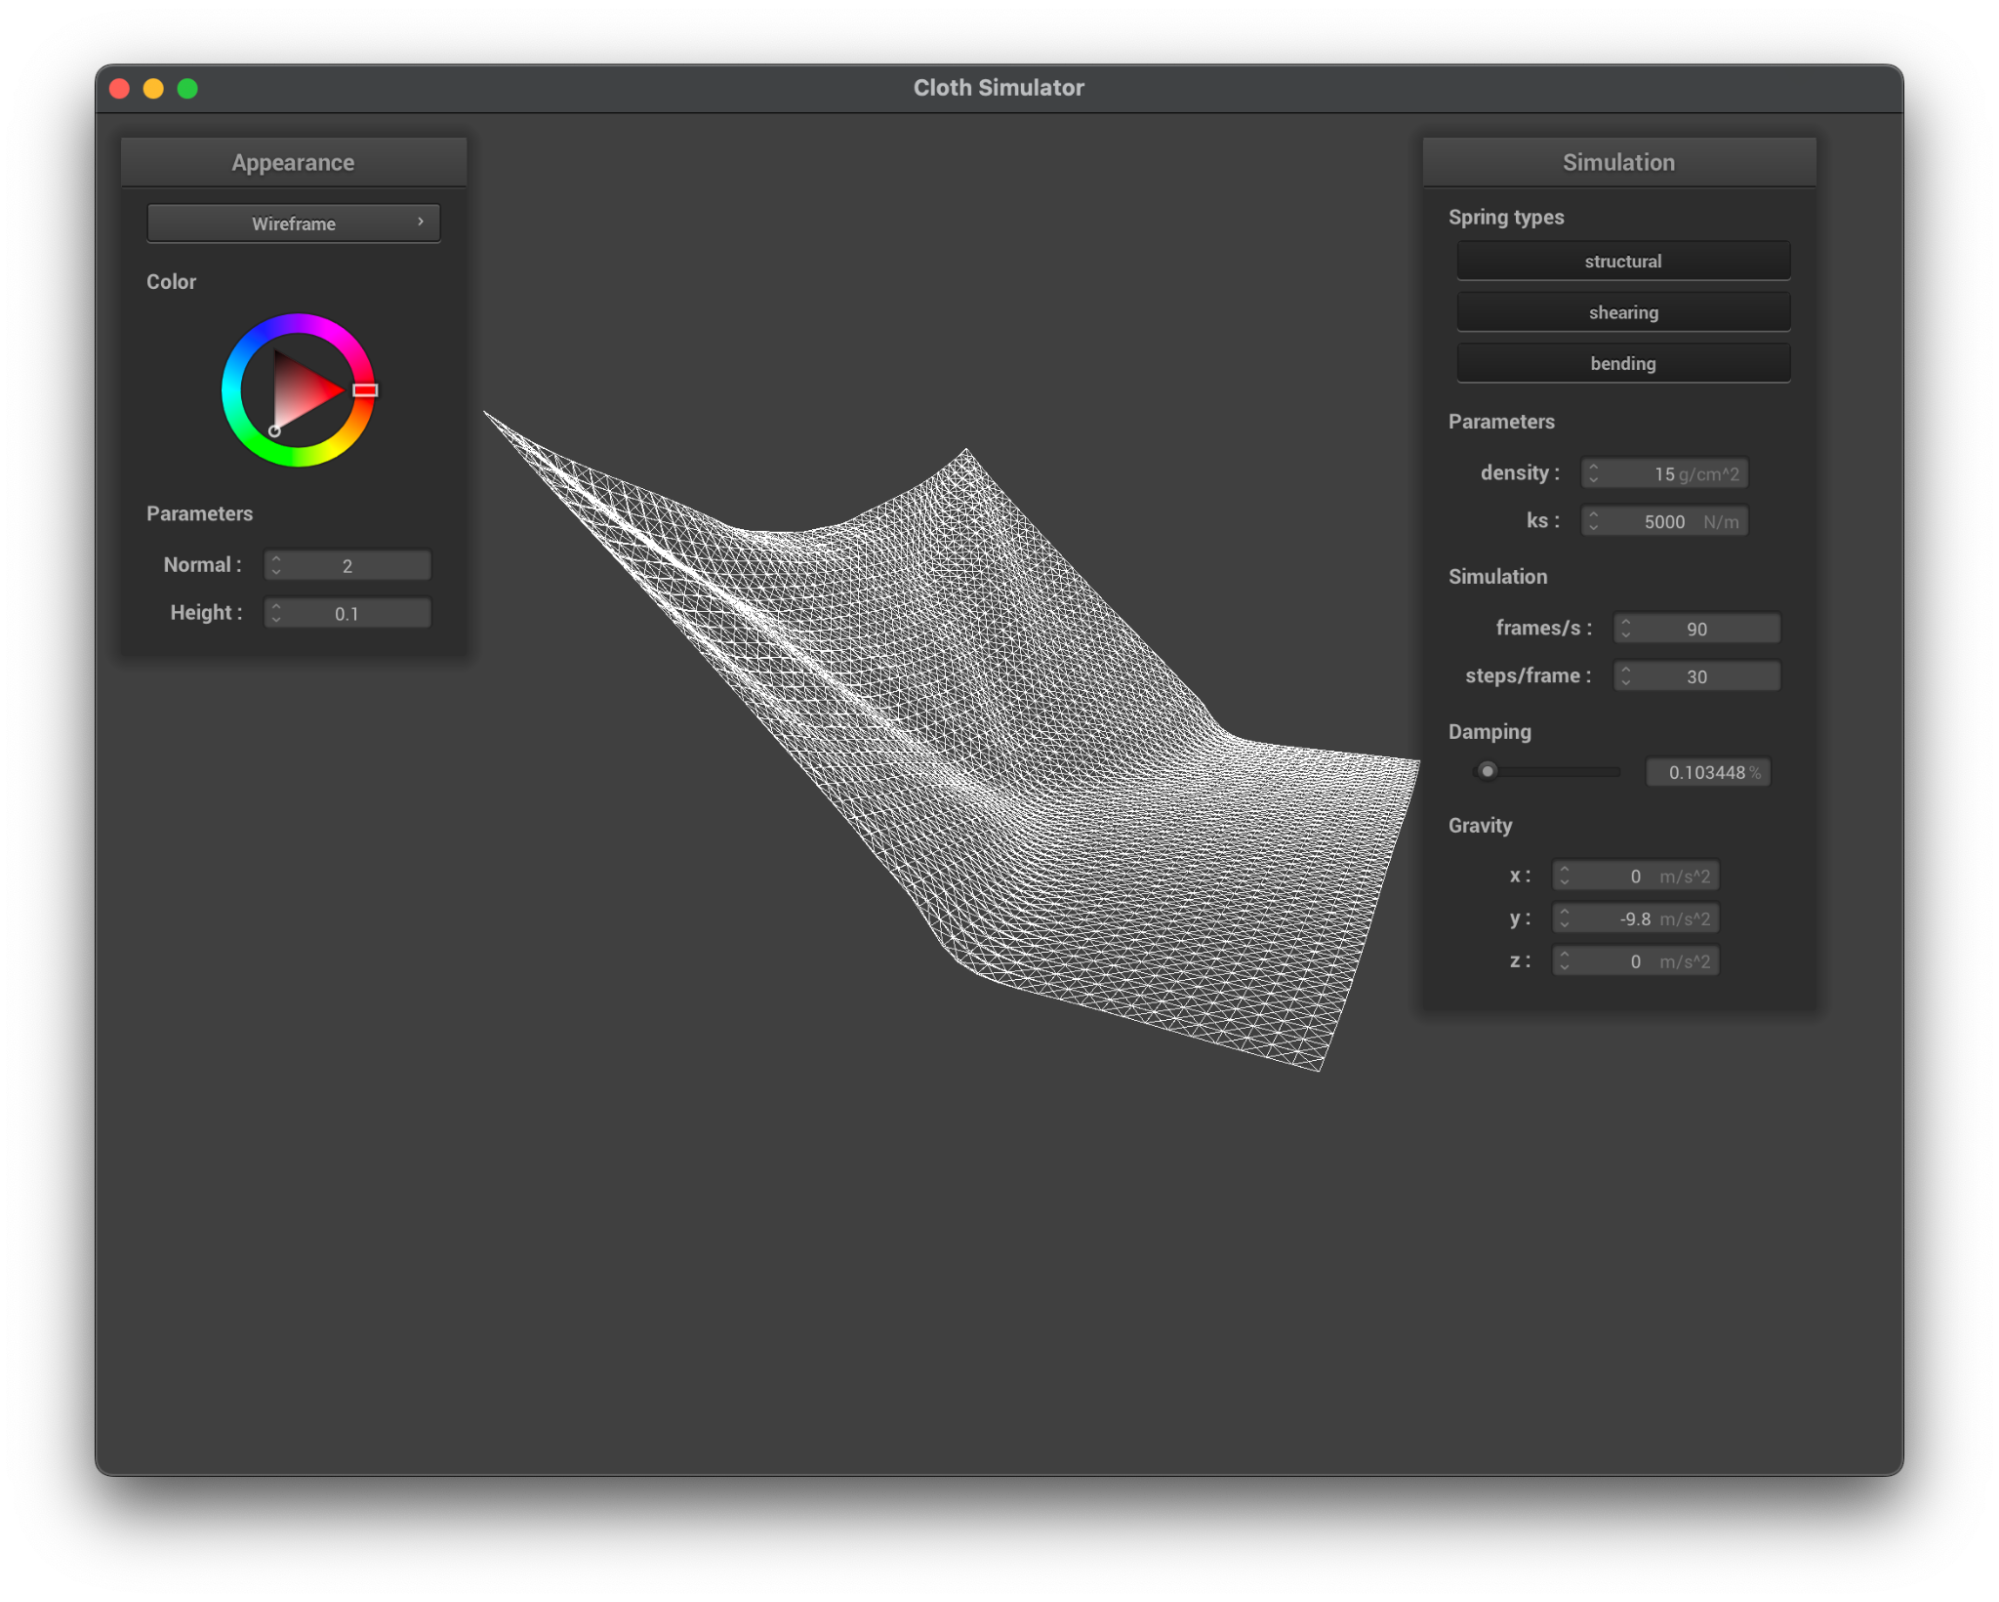 Cloth Simulator
Appearance
Wireframe
Color
Parameters
Normal : 2
Height : 0.1
Simulation
Spring types
structural
shearing
bending
Parameters
density : 15 g/cm^2
ks : 5000 N/m
Simulation
frames/s : 90
steps/frame : 30
Damping
0.103448 %
Gravity
x : 0 m/s^2
y : -9.8 m/s^2
z : 0 m/s^2